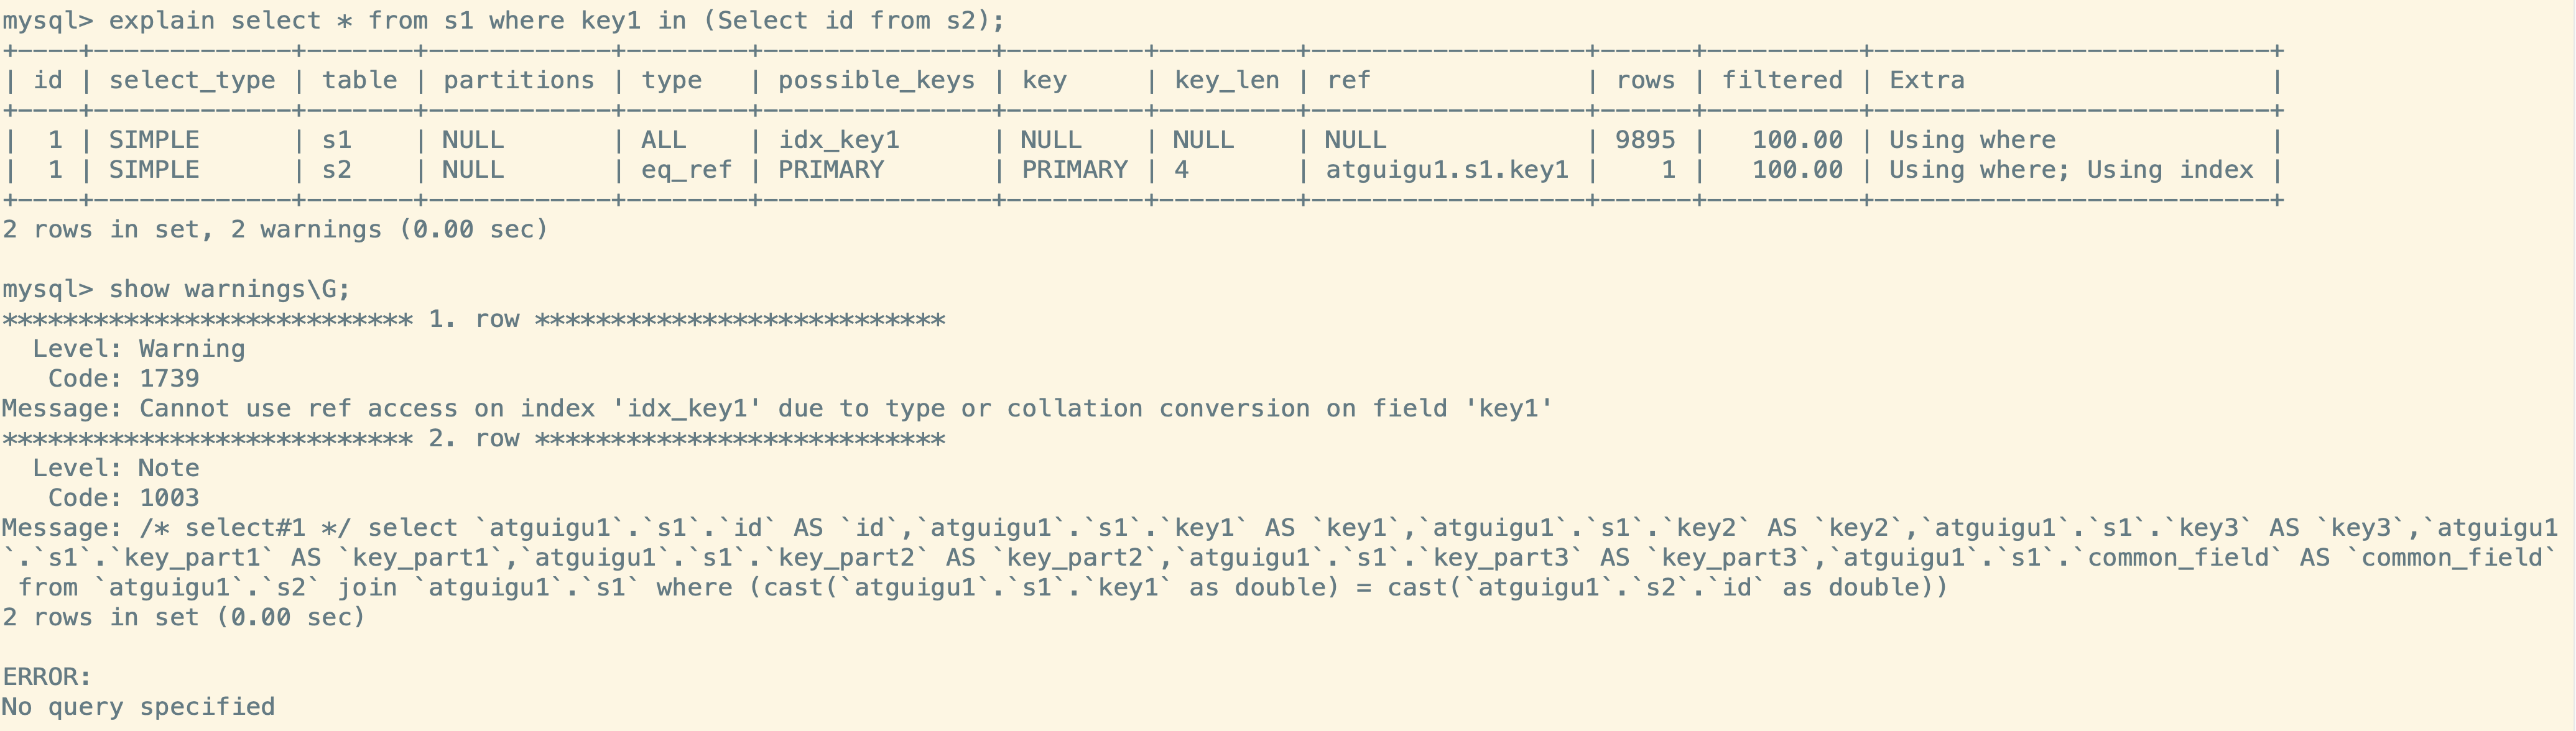 mysql> explain select * from s1 where key1 in (Select id from s2);
+----+-------------+-------+------------+--------+---------------+---------+---------+------------------+------+----------+--------------------------+
| id | select_type | table | partitions | type   | possible_keys | key     | key_len | ref              | rows | filtered | Extra                    |
+----+-------------+-------+------------+--------+---------------+---------+---------+------------------+------+----------+--------------------------+
|  1 | SIMPLE      | s1    | NULL       | ALL    | idx_key1      | NULL    | NULL    | NULL             | 9895 |   100.00 | Using where              |
|  1 | SIMPLE      | s2    | NULL       | eq_ref | PRIMARY       | PRIMARY | 4       | atguigu1.s1.key1 |    1 |   100.00 | Using where; Using index |
+----+-------------+-------+------------+--------+---------------+---------+---------+------------------+------+----------+--------------------------+
2 rows in set, 2 warnings (0.00 sec)

mysql> show warnings\G;
*************************** 1. row ***************************
  Level: Warning
   Code: 1739
Message: Cannot use ref access on index 'idx_key1' due to type or collation conversion on field 'key1'
*************************** 2. row ***************************
  Level: Note
   Code: 1003
Message: /* select#1 */ select `atguigu1`.`s1`.`id` AS `id`,`atguigu1`.`s1`.`key1` AS `key1`,`atguigu1`.`s1`.`key2` AS `key2`,`atguigu1`.`s1`.`key3` AS `key3`,`atguigu1
`.`s1`.`key_part1` AS `key_part1`,`atguigu1`.`s1`.`key_part2` AS `key_part2`,`atguigu1`.`s1`.`key_part3` AS `key_part3`,`atguigu1`.`s1`.`common_field` AS `common_field`
 from `atguigu1`.`s2` join `atguigu1`.`s1` where (cast(`atguigu1`.`s1`.`key1` as double) = cast(`atguigu1`.`s2`.`id` as double))
2 rows in set (0.00 sec)

ERROR:
No query specified